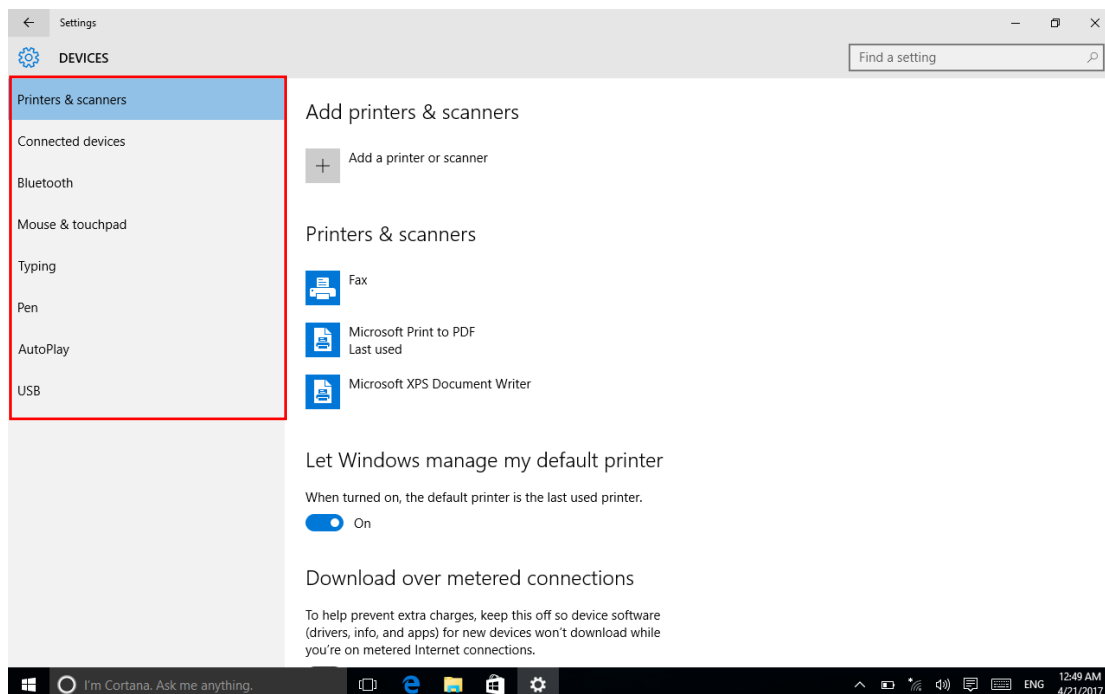 Settings
DEVICES
Find a setting
Printers & scanners
Connected devices
Bluetooth
Mouse & touchpad
Typing
Pen
AutoPlay
USB
Add printers & scanners
Add a printer or scanner
Printers & scanners
Fax
Microsoft Print to PDF
Last used
Microsoft XPS Document Writer
Let Windows manage my default printer
When turned on, the default printer is the last used printer.
On
Download over metered connections
To help prevent extra charges, keep this off so device software
(drivers, info, and apps) for new devices won't download while
you're on metered Internet connections.
I'm Cortana. Ask me anything.
ENG
12:49 AM
4/21/2017